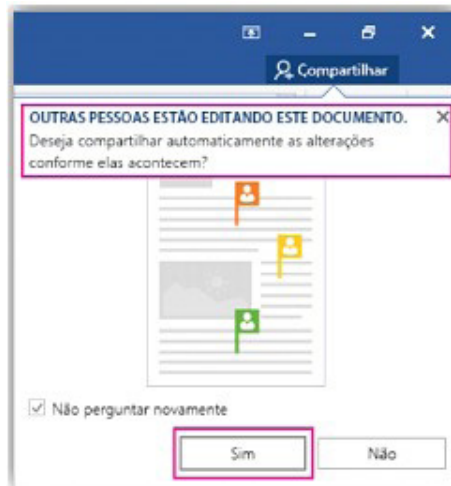 Compartilhar
OUTRAS PESSOAS ESTÃO EDITANDO ESTE DOCUMENTO.
Deseja compartilhar automaticamente as alterações
conforme elas acontecem?
Não perguntar novamente
Sim Não